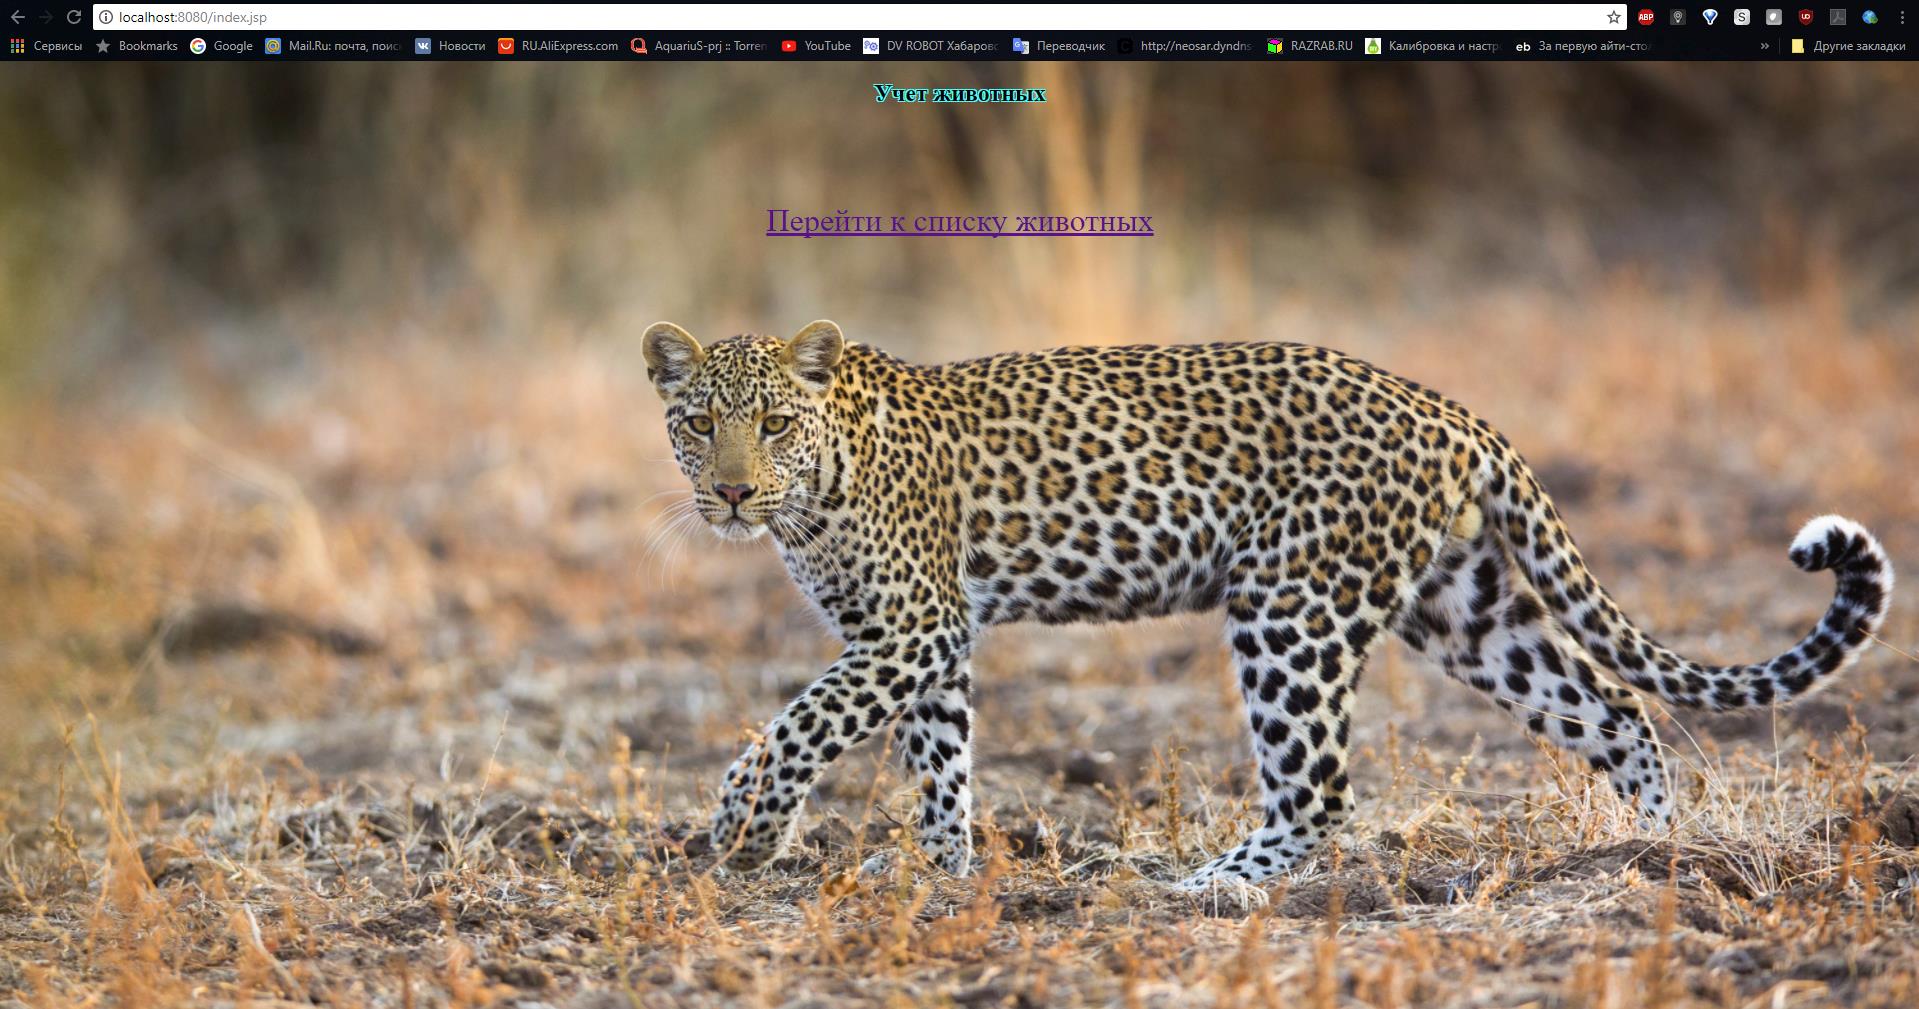 localhost:8080/index.jsp
ABP S UD
Сервисы Bookmarks Google Mail.Ru: почта, поис Новости RU.AliExpress.com AquariuS-prj :: Torren YouTube DV ROBOT Хабаровс Переводчик http://neosar.dyndns RAZRAB.RU Калибровка и настр eb За первую айти-сто » Другие закладки
Учет животных
Перейти к списку животных